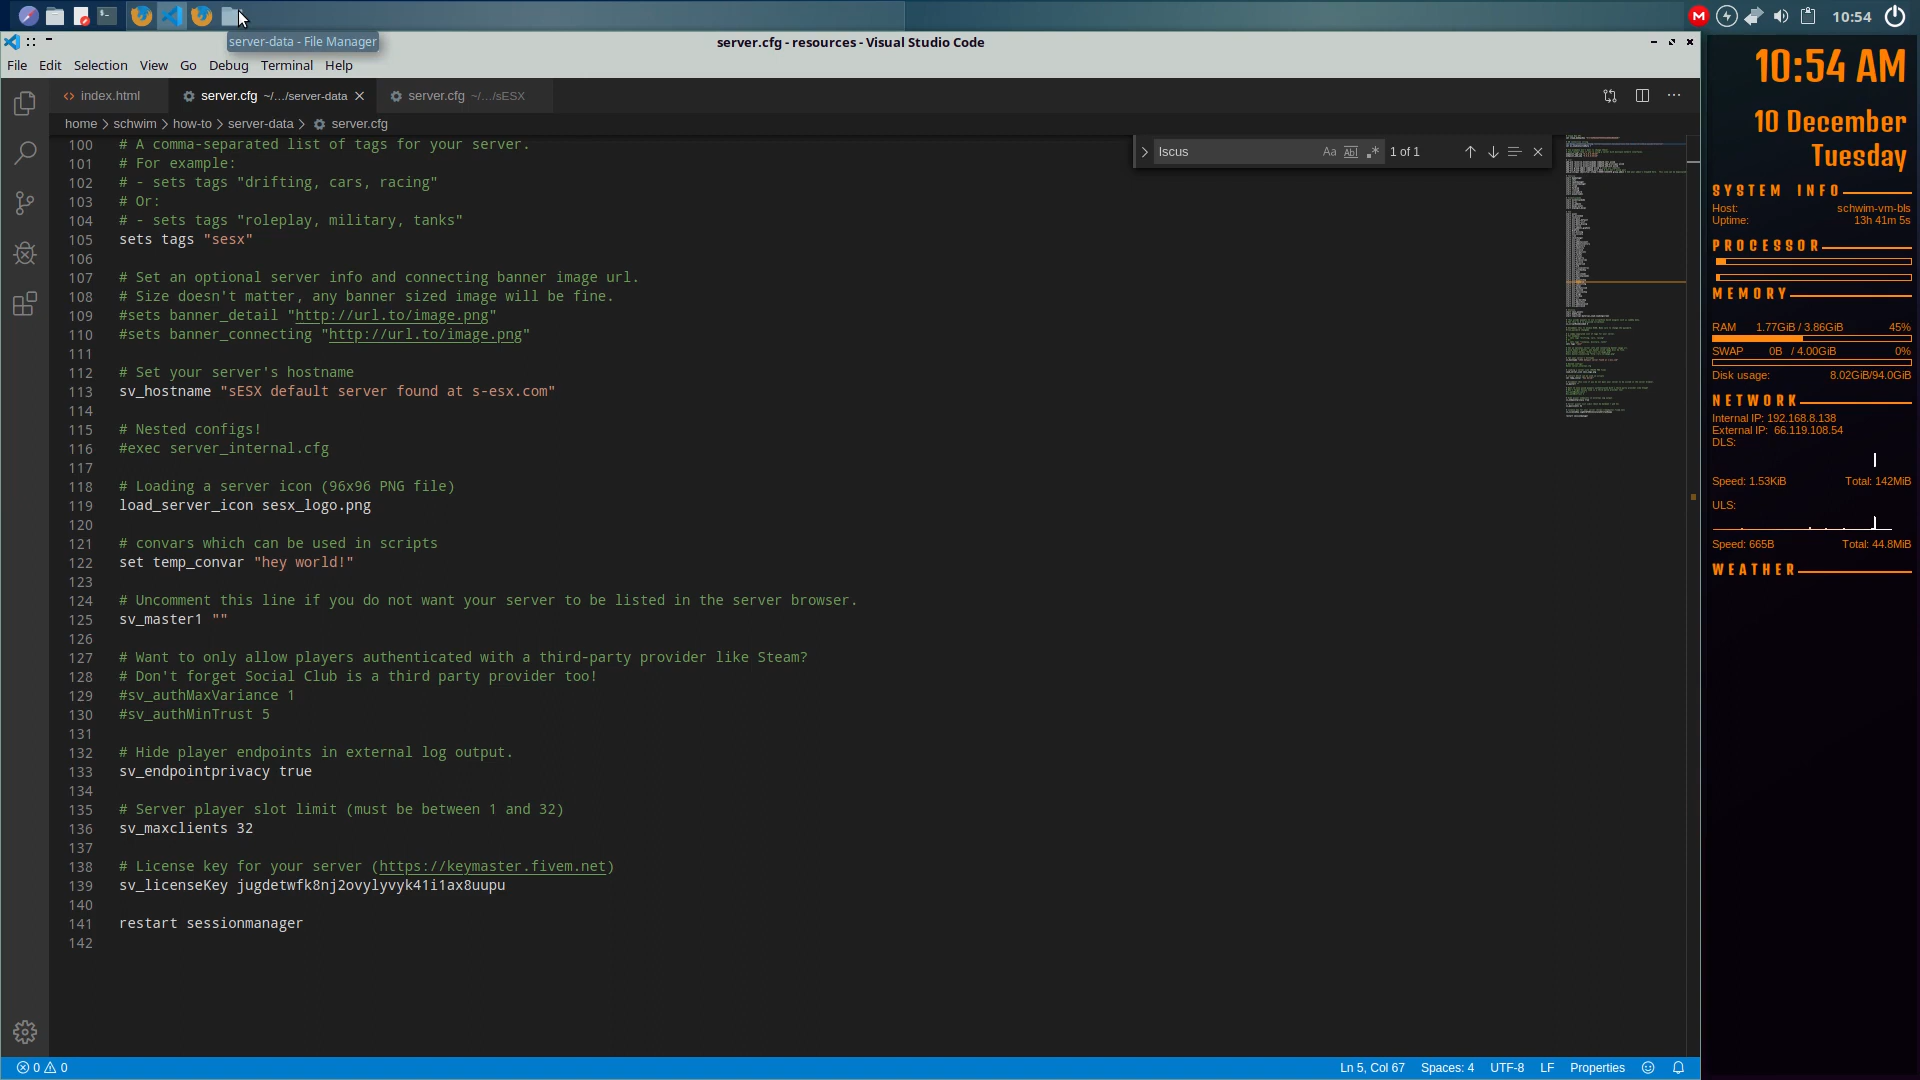 10:54
server-data - File Manager
server.cfg - resources - Visual Studio Code
File Edit Selection View Go Debug Terminal Help
index.html
server.cfg ~/.../server-data
server.cfg ~/.../sESX
home > schwim > how-to > server-data > server.cfg
lscus
Aa Abl .* 1 of 1
100 # A comma-separated list of tags for your server.
101 # For example:
102 # - sets tags "drifting, cars, racing"
103 # Or:
104 # - sets tags "roleplay, military, tanks"
105 sets tags "sesx"
106
107 # Set an optional server info and connecting banner image url.
108 # Size doesn't matter, any banner sized image will be fine.
109 #sets banner_detail "http://url.to/image.png"
110 #sets banner_connecting "http://url.to/image.png"
111
112 # Set your server's hostname
113 sv_hostname "sESX default server found at s-esx.com"
114
115 # Nested configs!
116 #exec server_internal.cfg
117
118 # Loading a server icon (96x96 PNG file)
119 load_server_icon sesx_logo.png
120
121 # convars which can be used in scripts
122 set temp_convar "hey world!"
123
124 # Uncomment this line if you do not want your server to be listed in the server browser.
125 sv_master1 ""
126
127 # Want to only allow players authenticated with a third-party provider like Steam?
128 # Don't forget Social Club is a third party provider too!
129 #sv_authMaxVariance 1
130 #sv_authMinTrust 5
131
132 # Hide player endpoints in external log output.
133 sv_endpointprivacy true
134
135 # Server player slot limit (must be between 1 and 32)
136 sv_maxclients 32
137
138 # License key for your server (https://keymaster.fivem.net)
139 sv_licenseKey jugdetwfk8nj2ovylyvyk41i1ax8uupu
140
141 restart sessionmanager
142
0 0
Ln 5, Col 67 Spaces: 4 UTF-8 LF Properties
10:54 AM
10 December
Tuesday
SYSTEM INFO
Host: schwim-vm-bls
Uptime: 13h 41m 5s
PROCESSOR
MEMORY
RAM 1.77GiB / 3.86GiB 45%
SWAP 0B / 4.00GiB 0%
Disk usage: 8.02GiB/94.0GiB
NETWORK
Internal IP: 192.168.8.138
External IP: 66.119.108.54
DLS:
Speed: 1.53KiB Total: 142MiB
ULS:
Speed: 665B Total: 44.8MiB
WEATHER